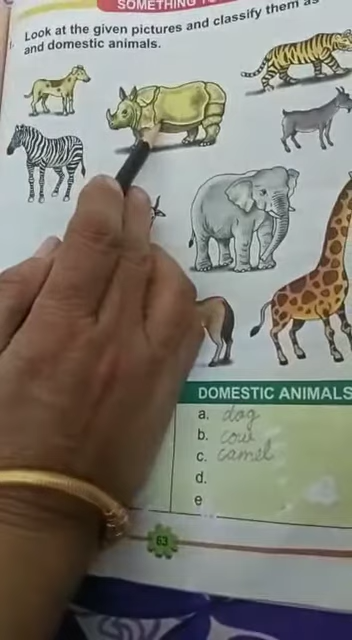 SOMETHING
Look at the given pictures and classify them as
and domestic animals.
DOMESTIC ANIMALS
a. dog
b. cow
c. camel
d.
e
63